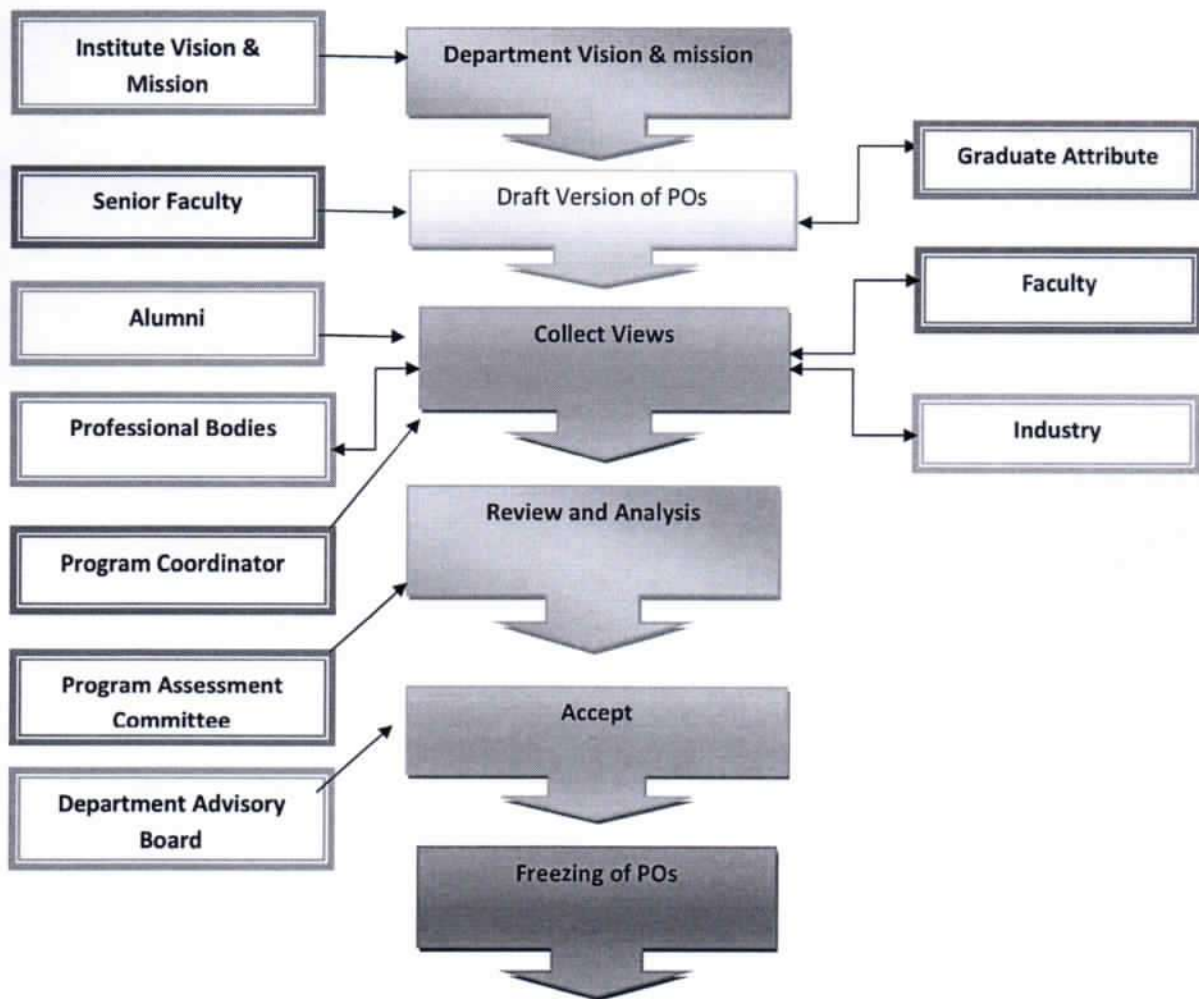 Institute Vision &
Mission
Department Vision & mission
Graduate Attribute
Senior Faculty
Draft Version of POs
Faculty
Alumni
Collect Views
Professional Bodies
Industry
Review and Analysis
Program Coordinator
Program Assessment
Committee
Accept
Department Advisory
Board
Freezing of POs